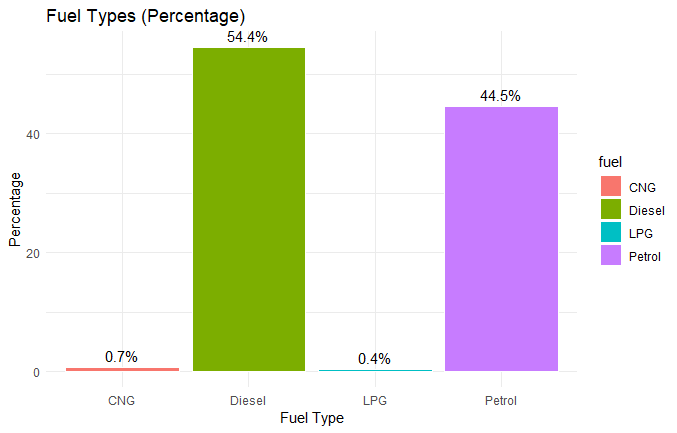 Fuel Types (Percentage)
54.4%
44.5%
0.7%
0.4%
40
20
0
Percentage
CNG
Diesel
LPG
Petrol
Fuel Type
fuel
CNG
Diesel
LPG
Petrol